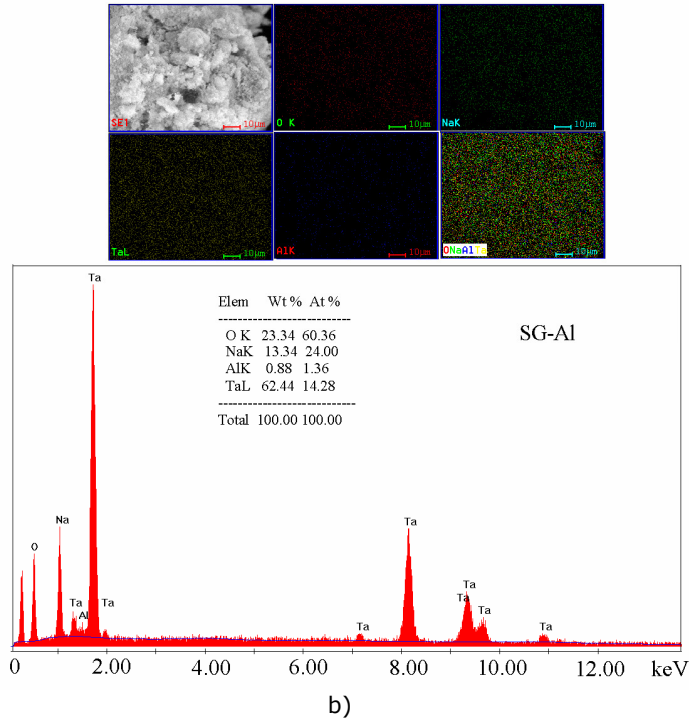 SE1 10µm
O K 10µm
NaK 10µm
TaL 10µm
AlK 10µm
ONaAlTa 10µm
Ta
Elem Wt % At %
-----------------------------
O K 23.34 60.36
NaK 13.34 24.00
AlK 0.88 1.36
TaL 62.44 14.28
------------------------------
Total 100.00 100.00
SG-Al
O
Na
Ta
Al
Ta
Ta
Ta
Ta
Ta
Ta
Ta
0 2.00 4.00 6.00 8.00 10.00 12.00 keV
b)